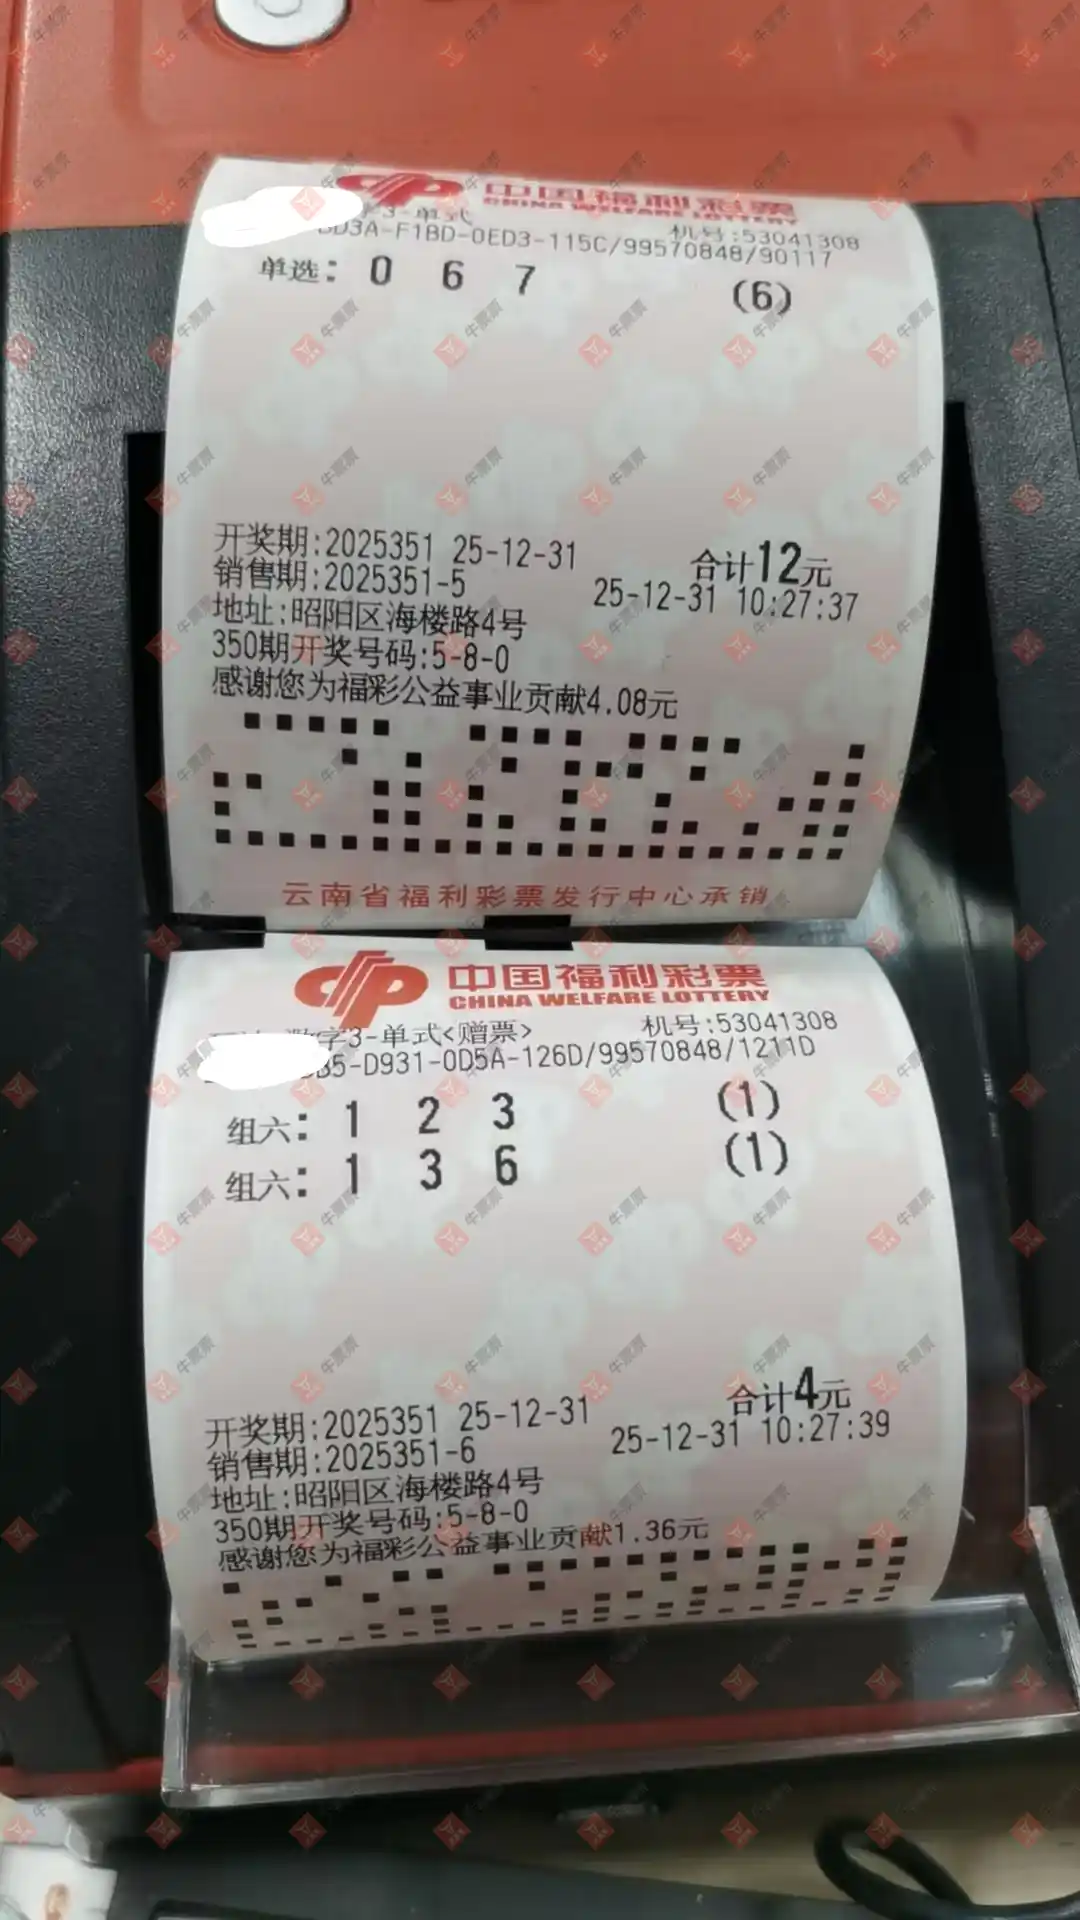 中国福利彩票
CHINA WELFARE LOTTERY
字3-单式
机号:53041308
D3A-F1BD-0ED3-115C/99570848/90117
单选: 0 6 7 (6)
开奖期:2025351 25-12-31
合计12元
销售期:2025351-5
25-12-31 10:27:37
地址:昭阳区海楼路4号
350期开奖号码:5-8-0
感谢您为福彩公益事业贡献4.08元
云南省福利彩票发行中心承销
中国福利彩票
CHINA WELFARE LOTTERY
数字3-单式<赠票>
机号:53041308
B5-D931-0D5A-126D/99570848/1211D
组六: 1 2 3 (1)
组六: 1 3 6 (1)
开奖期:2025351 25-12-31
合计4元
销售期:2025351-6
25-12-31 10:27:39
地址:昭阳区海楼路4号
350期开奖号码:5-8-0
感谢您为福彩公益事业贡献1.36元
牛票票